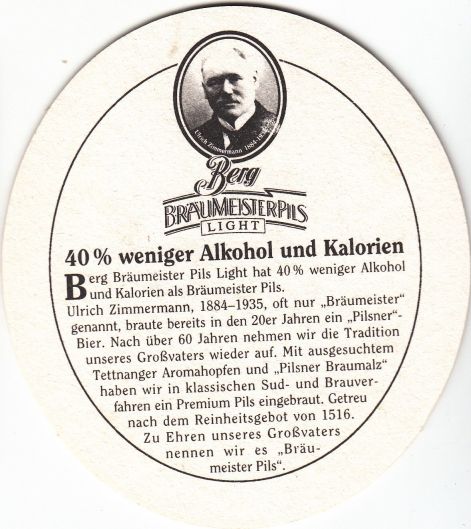 Ulrich Zimmermann 1884-1935
Berg
BRÄUMEISTERPILS
LIGHT
40 % weniger Alkohol und Kalorien
Berg Bräumeister Pils Light hat 40 % weniger Alkohol
und Kalorien als Bräumeister Pils.
Ulrich Zimmermann, 1884–1935, oft nur „Bräumeister“
genannt, braute bereits in den 20er Jahren ein „Pilsner“-
Bier. Nach über 60 Jahren nehmen wir die Tradition
unseres Großvaters wieder auf. Mit ausgesuchtem
Tettnanger Aromahopfen und „Pilsner Braumalz“
haben wir in klassischen Sud- und Brauver-
fahren ein Premium Pils eingebraut. Getreu
nach dem Reinheitsgebot von 1516.
Zu Ehren unseres Großvaters
nennen wir es „Bräu-
meister Pils“.